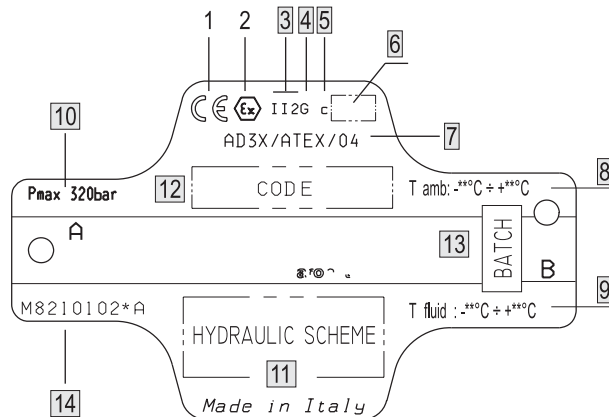 1 2 3 4 5 6
CE Ex II2G c
AD3X/ATEX/04 7
10
Pmax 320bar 12 CODE T amb: -**°C ÷ +**°C 8
A 13 BATCH B
M8210102*A HYDRAULIC SCHEME T fluid : -**°C ÷ +**°C 9
11
14 Made in Italy